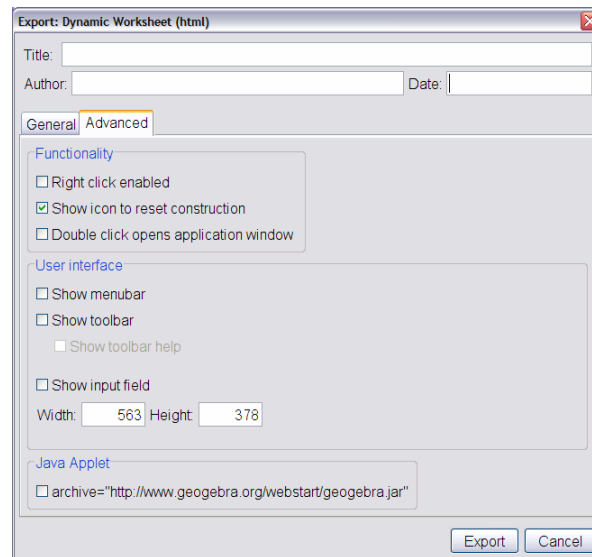 Export: Dynamic Worksheet (html)
Title:
Author: Date:
General Advanced
Functionality
Right click enabled
Show icon to reset construction
Double click opens application window
User interface
Show menubar
Show toolbar
Show toolbar help
Show input field
Width: 563 Height: 378
Java Applet
archive="http://www.geogebra.org/webstart/geogebra.jar"
Export Cancel